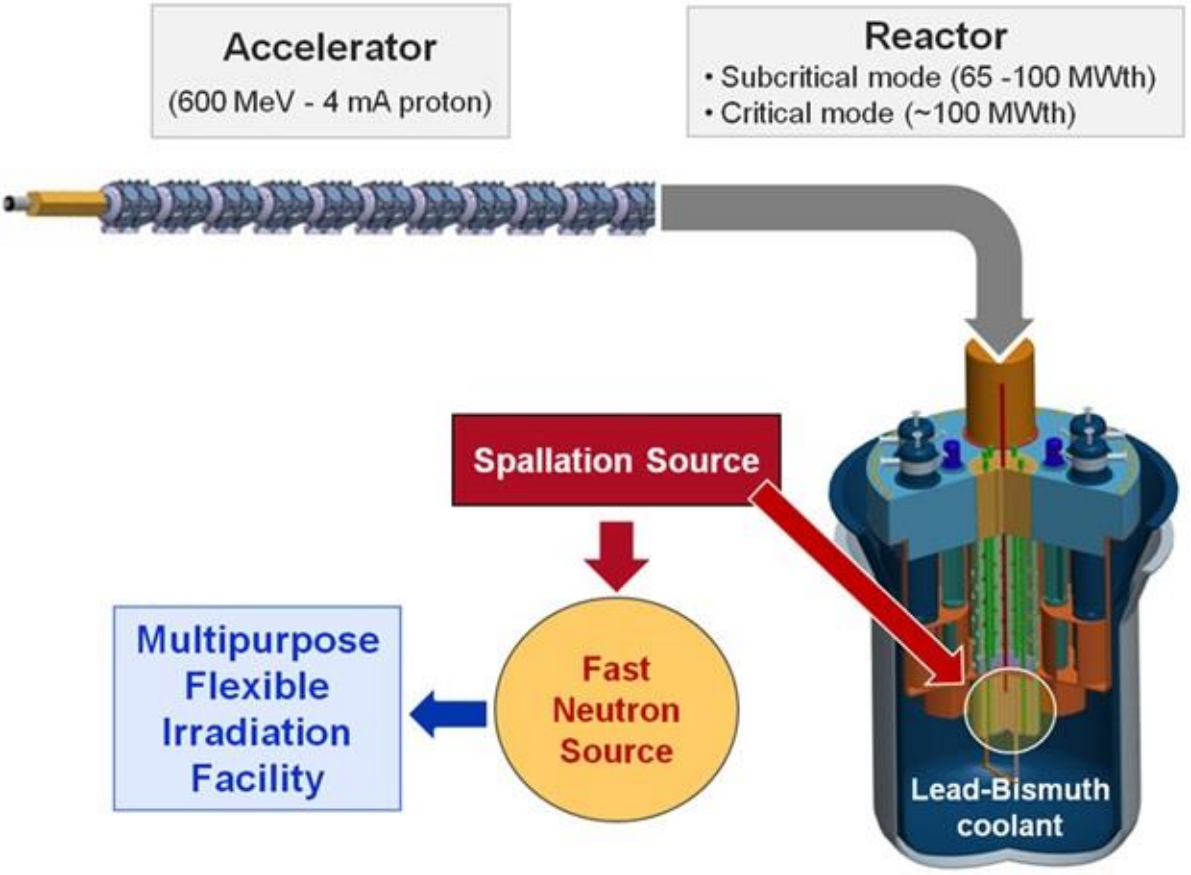 Accelerator
(600 MeV - 4 mA proton)
Reactor
• Subcritical mode (65 -100 MWth)
• Critical mode (~100 MWth)
Spallation Source
Multipurpose
Flexible
Irradiation
Facility
Fast
Neutron
Source
Lead-Bismuth
coolant